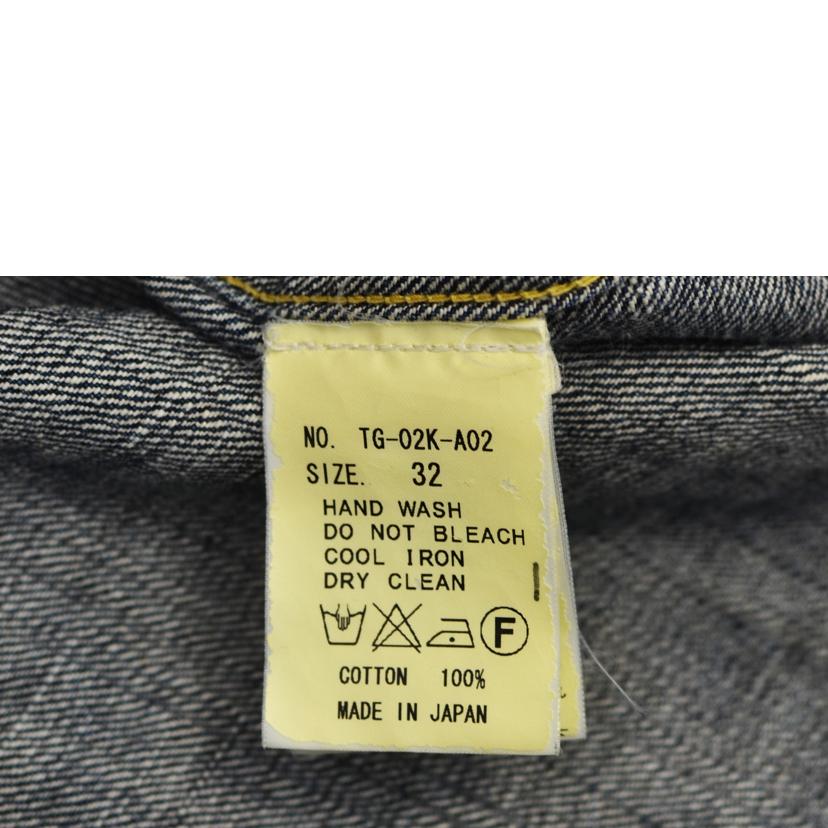 NO. TG-02K-A02
SIZE. 32
HAND WASH
DO NOT BLEACH
COOL IRON
DRY CLEAN
F
COTTON 100%
MADE IN JAPAN